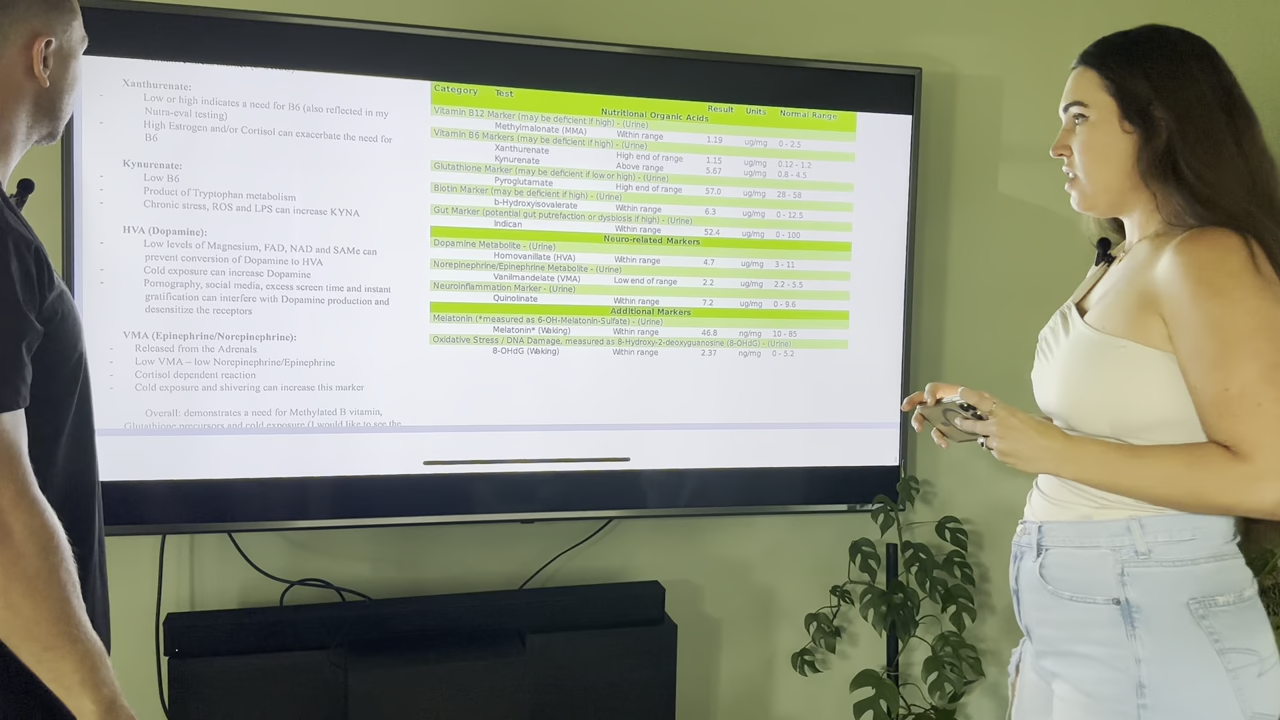 Xanthurenate:
- Low or high indicates a need for B6 (also reflected in my
Nutra-eval testing)
- High Estrogen and/or Cortisol can exacerbate the need for
B6
Kynurenate:
- Low B6
- Product of Tryptophan metabolism
- Chronic stress, ROS and LPS can increase KYNA
HVA (Dopamine):
- Low levels of Magnesium, FAD, NAD and SAMe can
prevent conversion of Dopamine to HVA
- Cold exposure can increase Dopamine
- Pornography, social media, excess screen time and instant
gratification can interfere with Dopamine production and
desensitize the receptors
VMA (Epinephrine/Norepinephrine):
- Released from the Adrenals
- Low VMA – low Norepinephrine/Epinephrine
- Cortisol dependent reaction
- Cold exposure and shivering can increase this marker
Overall: demonstrates a need for Methylated B vitamin,
Glutathione precursors and cold exposure (I would like to see the
Category Test Result Units Normal Range
Nutritional Organic Acids
Vitamin B12 Marker (may be deficient if high) - (Urine)
Methylmalonate (MMA) Within range 1.19 ug/mg 0 - 2.5
Vitamin B6 Markers (may be deficient if high) - (Urine)
Xanthurenate High end of range 1.15 ug/mg 0.12 - 1.2
Kynurenate Above range 5.67 ug/mg 0.8 - 4.5
Glutathione Marker (may be deficient if low or high) - (Urine)
Pyroglutamate High end of range 57.0 ug/mg 28 - 58
Biotin Marker (may be deficient if high) - (Urine)
b-Hydroxyisovalerate Within range 6.3 ug/mg 0 - 12.5
Gut Marker (potential gut putrefaction or dysbiosis if high) - (Urine)
Indican Within range 52.4 ug/mg 0 - 100
Neuro-related Markers
Dopamine Metabolite - (Urine)
Homovanillate (HVA) Within range 4.7 ug/mg 3 - 11
Norepinephrine/Epinephrine Metabolite - (Urine)
Vanilmandelate (VMA) Low end of range 2.2 ug/mg 2.2 - 5.5
Neuroinflammation Marker - (Urine)
Quinolinate Within range 7.2 ug/mg 0 - 9.6
Additional Markers
Melatonin (*measured as 6-OH-Melatonin-Sulfate) - (Urine)
Melatonin* (Waking) Within range 46.8 ng/mg 10 - 85
Oxidative Stress / DNA Damage, measured as 8-Hydroxy-2-deoxyguanosine (8-OHdG) - (Urine)
8-OHdG (Waking) Within range 2.37 ng/mg 0 - 5.2